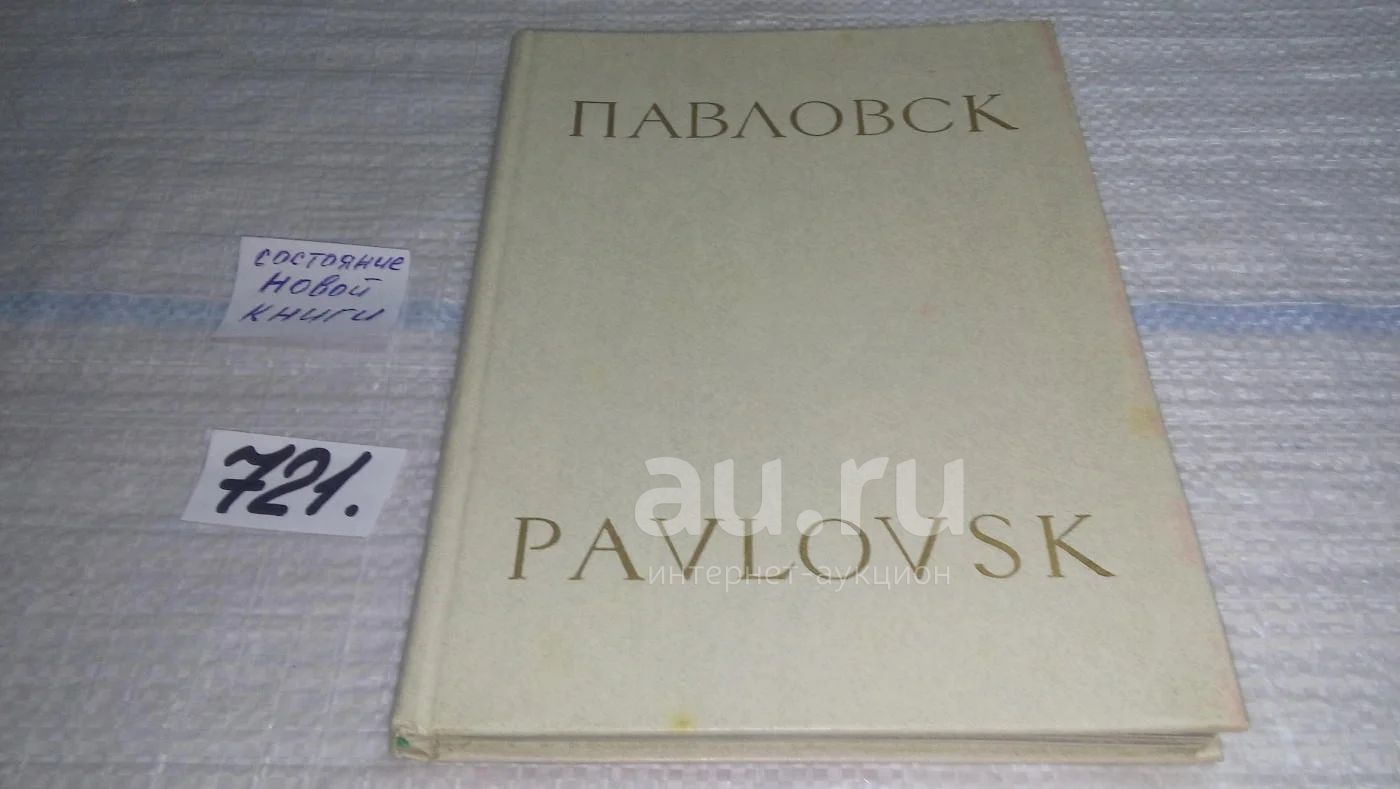 ПАВЛОВСК
состояние
новой
книги
721.
au.ru
PAVLOVSK
интернет-аукцион